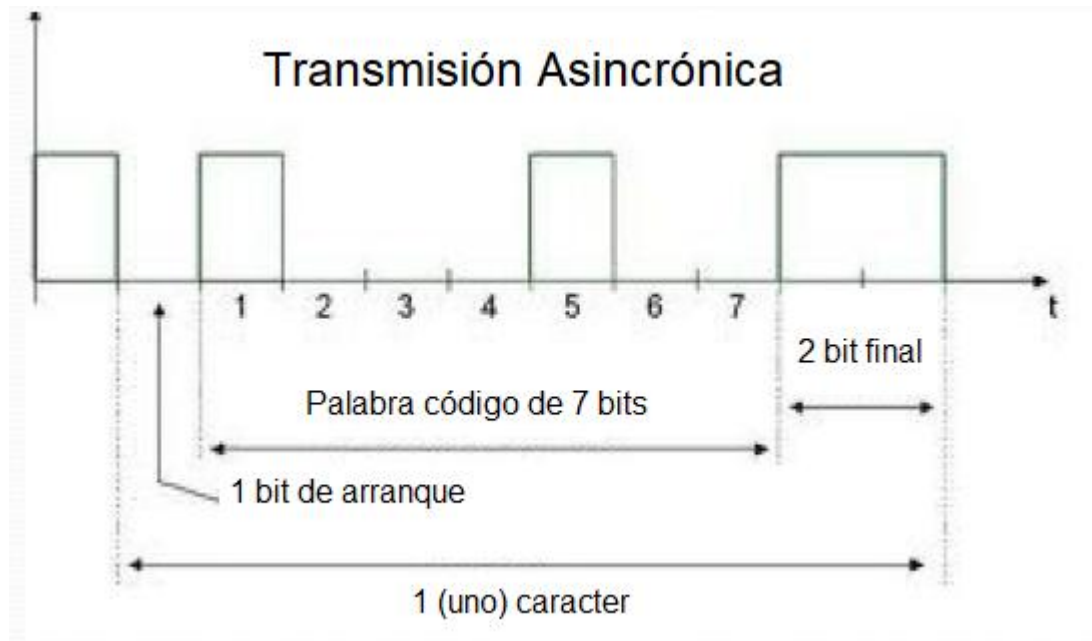 Transmisión Asincrónica
1 2 3 4 5 6 7 t
2 bit final
Palabra código de 7 bits
1 bit de arranque
1 (uno) caracter